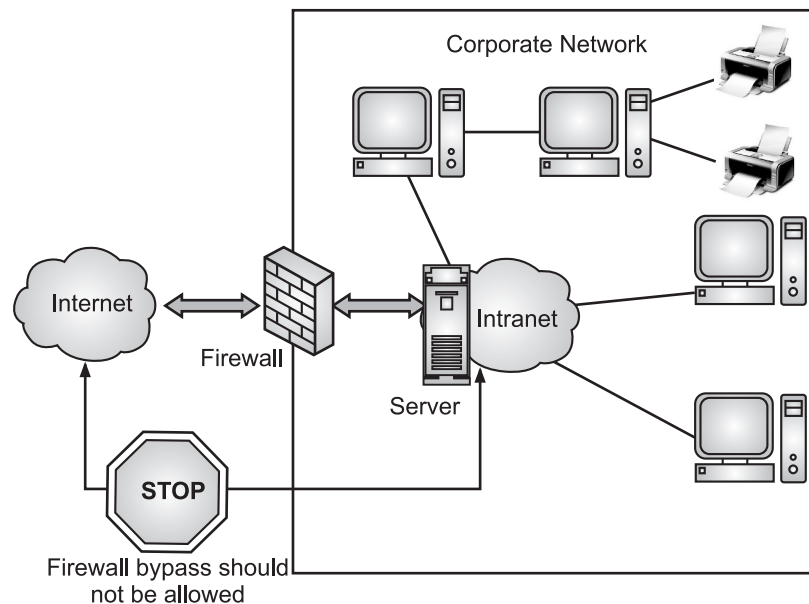 Corporate Network
Internet
Intranet
Firewall
Server
STOP
Firewall bypass should
not be allowed